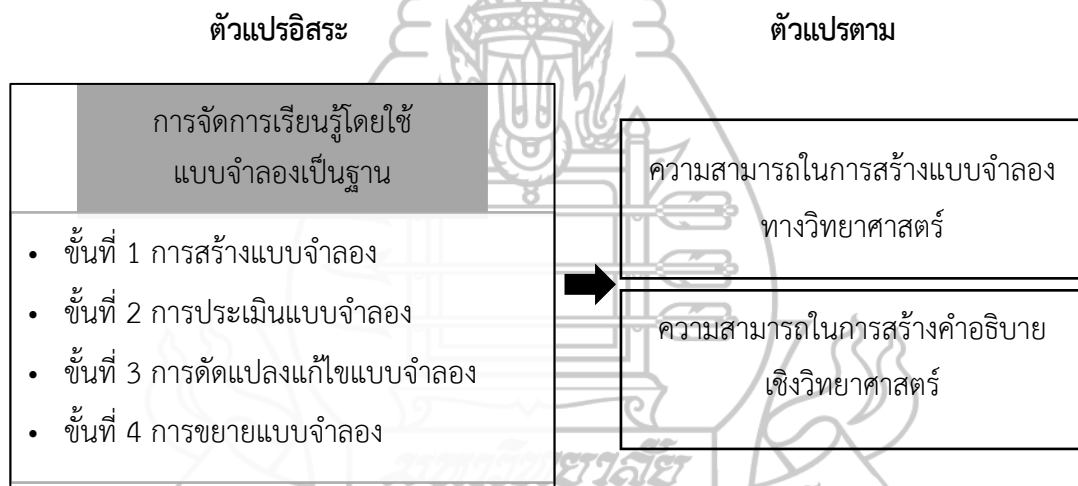 ตัวแปรอิสระ
ตัวแปรตาม
การจัดการเรียนรู้โดยใช้
แบบจำลองเป็นฐาน
• ขั้นที่ 1 การสร้างแบบจำลอง
• ขั้นที่ 2 การประเมินแบบจำลอง
• ขั้นที่ 3 การดัดแปลงแก้ไขแบบจำลอง
• ขั้นที่ 4 การขยายแบบจำลอง
ความสามารถในการสร้างแบบจำลอง
ทางวิทยาศาสตร์
ความสามารถในการสร้างคำอธิบาย
เชิงวิทยาศาสตร์